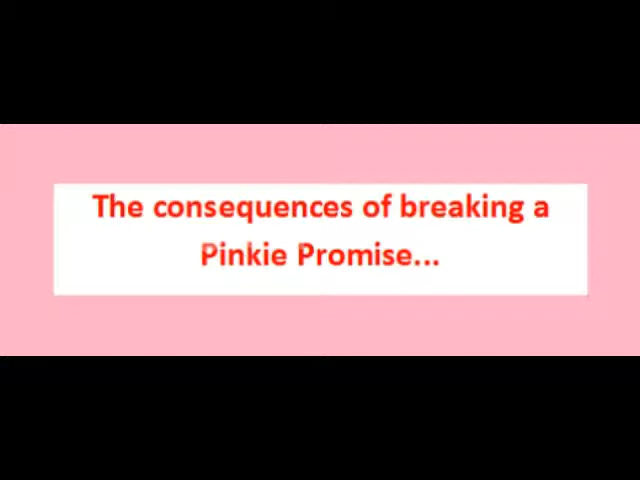 The consequences of breaking a
Pinkie Promise...